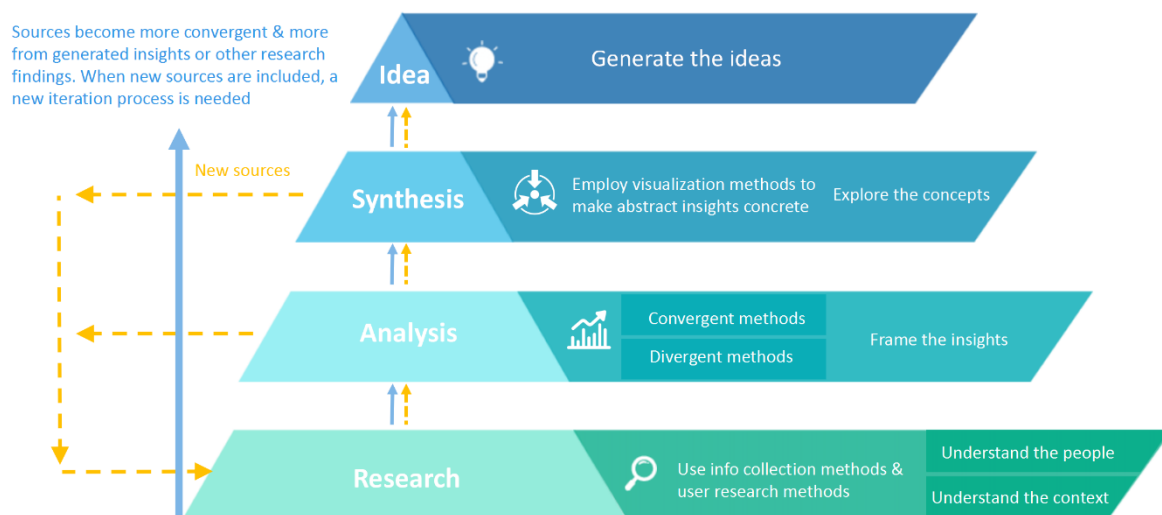 Sources become more convergent & more
from generated insights or other research
findings. When new sources are included, a
new iteration process is needed
Idea
Generate the ideas
New sources
Synthesis
Employ visualization methods to
make abstract insights concrete
Explore the concepts
Analysis
Convergent methods
Divergent methods
Frame the insights
Research
Use info collection methods &
user research methods
Understand the people
Understand the context